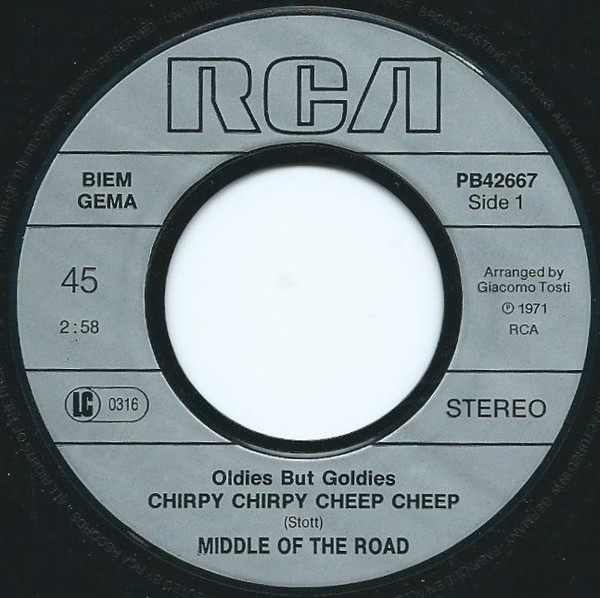 RCA
BIEM
GEMA
PB42667
Side 1
45
2:58
Arranged by
Giacomo Tosti
℗ 1971
RCA
LC 0316
STEREO
Oldies But Goldies
CHIRPY CHIRPY CHEEP CHEEP
(Stott)
MIDDLE OF THE ROAD